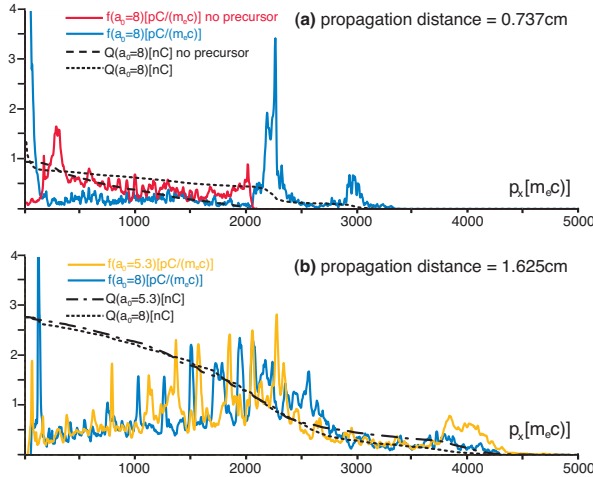 f(a₀=8)[pC/(mₑc)] no precursor
f(a₀=8)[pC/(mₑc)]
Q(a₀=8)[nC] no precursor
Q(a₀=8)[nC]
(a) propagation distance = 0.737cm
4
3
2
1
pₓ[mₑc)]
0 1000 2000 3000 4000 5000
f(a₀=5.3)[pC/(mₑc)]
f(a₀=8)[pC/(mₑc)]
Q(a₀=5.3)[nC]
Q(a₀=8)[nC]
(b) propagation distance = 1.625cm
4
3
2
1
pₓ[mₑc)]
0 1000 2000 3000 4000 5000